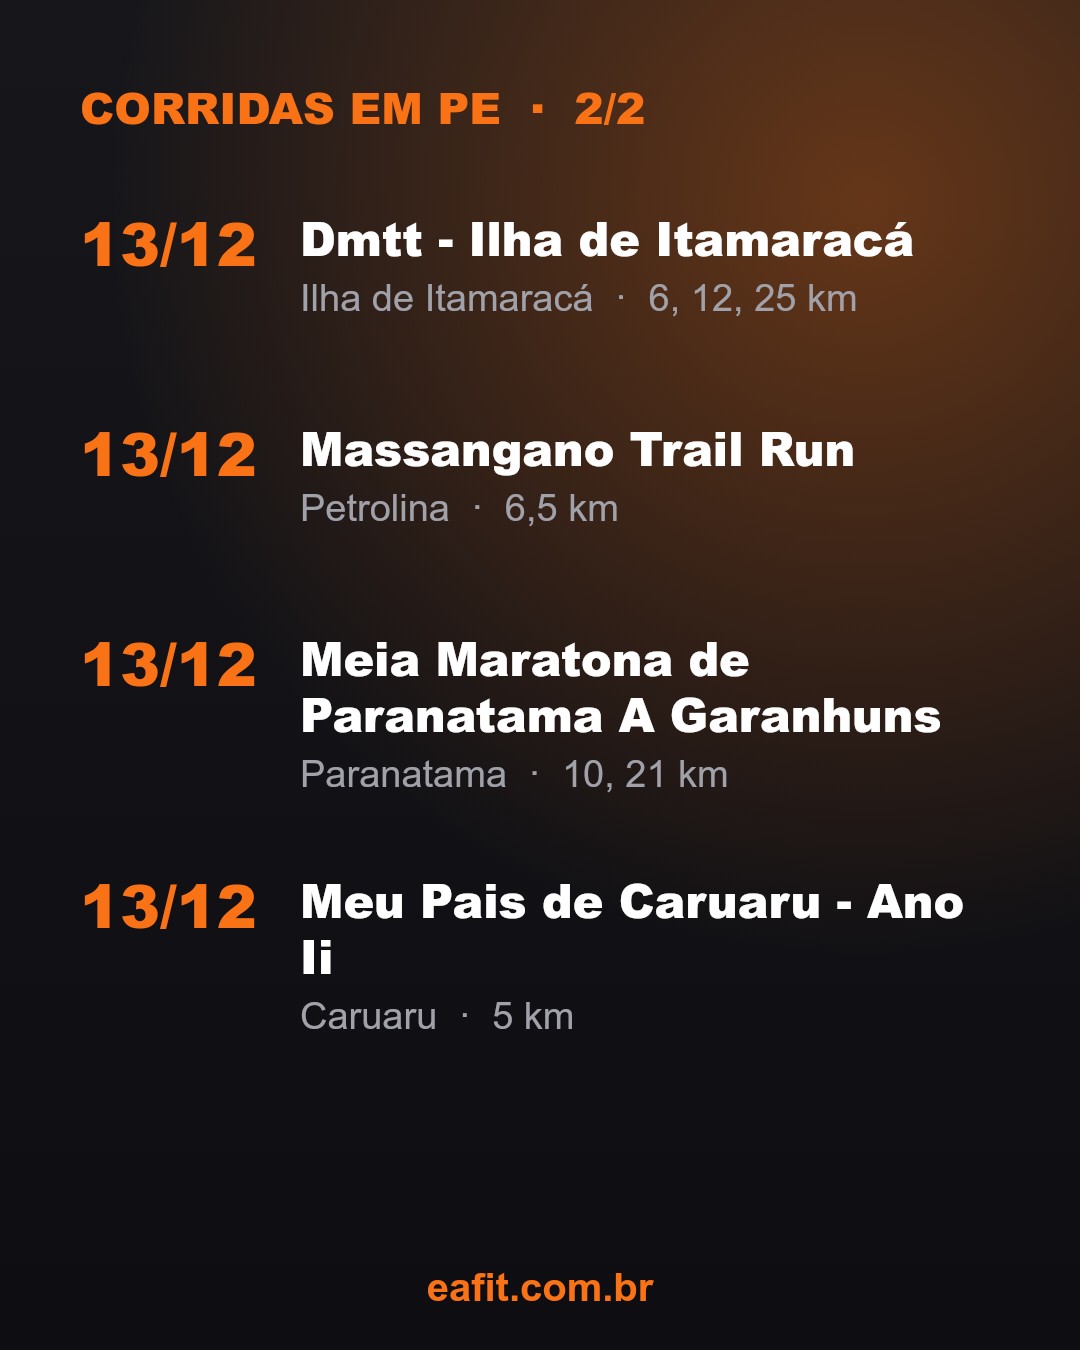 CORRIDAS EM PE · 2/2
13/12 Dmtt - Ilha de Itamaracá
Ilha de Itamaracá · 6, 12, 25 km
13/12 Massangano Trail Run
Petrolina · 6,5 km
13/12 Meia Maratona de
Paranatama A Garanhuns
Paranatama · 10, 21 km
13/12 Meu Pais de Caruaru - Ano
Ii
Caruaru · 5 km
eafit.com.br